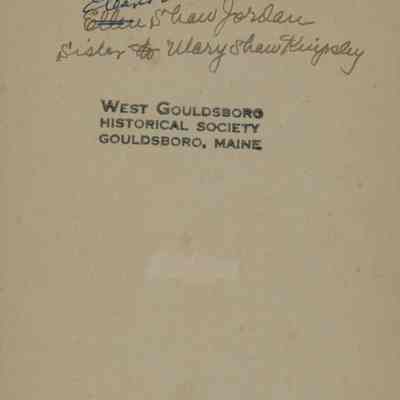 Ellen Shaw Jordan
Sister to Mary Shaw Kingsley
WEST GOULDSBORO
HISTORICAL SOCIETY
GOULDSBORO, MAINE